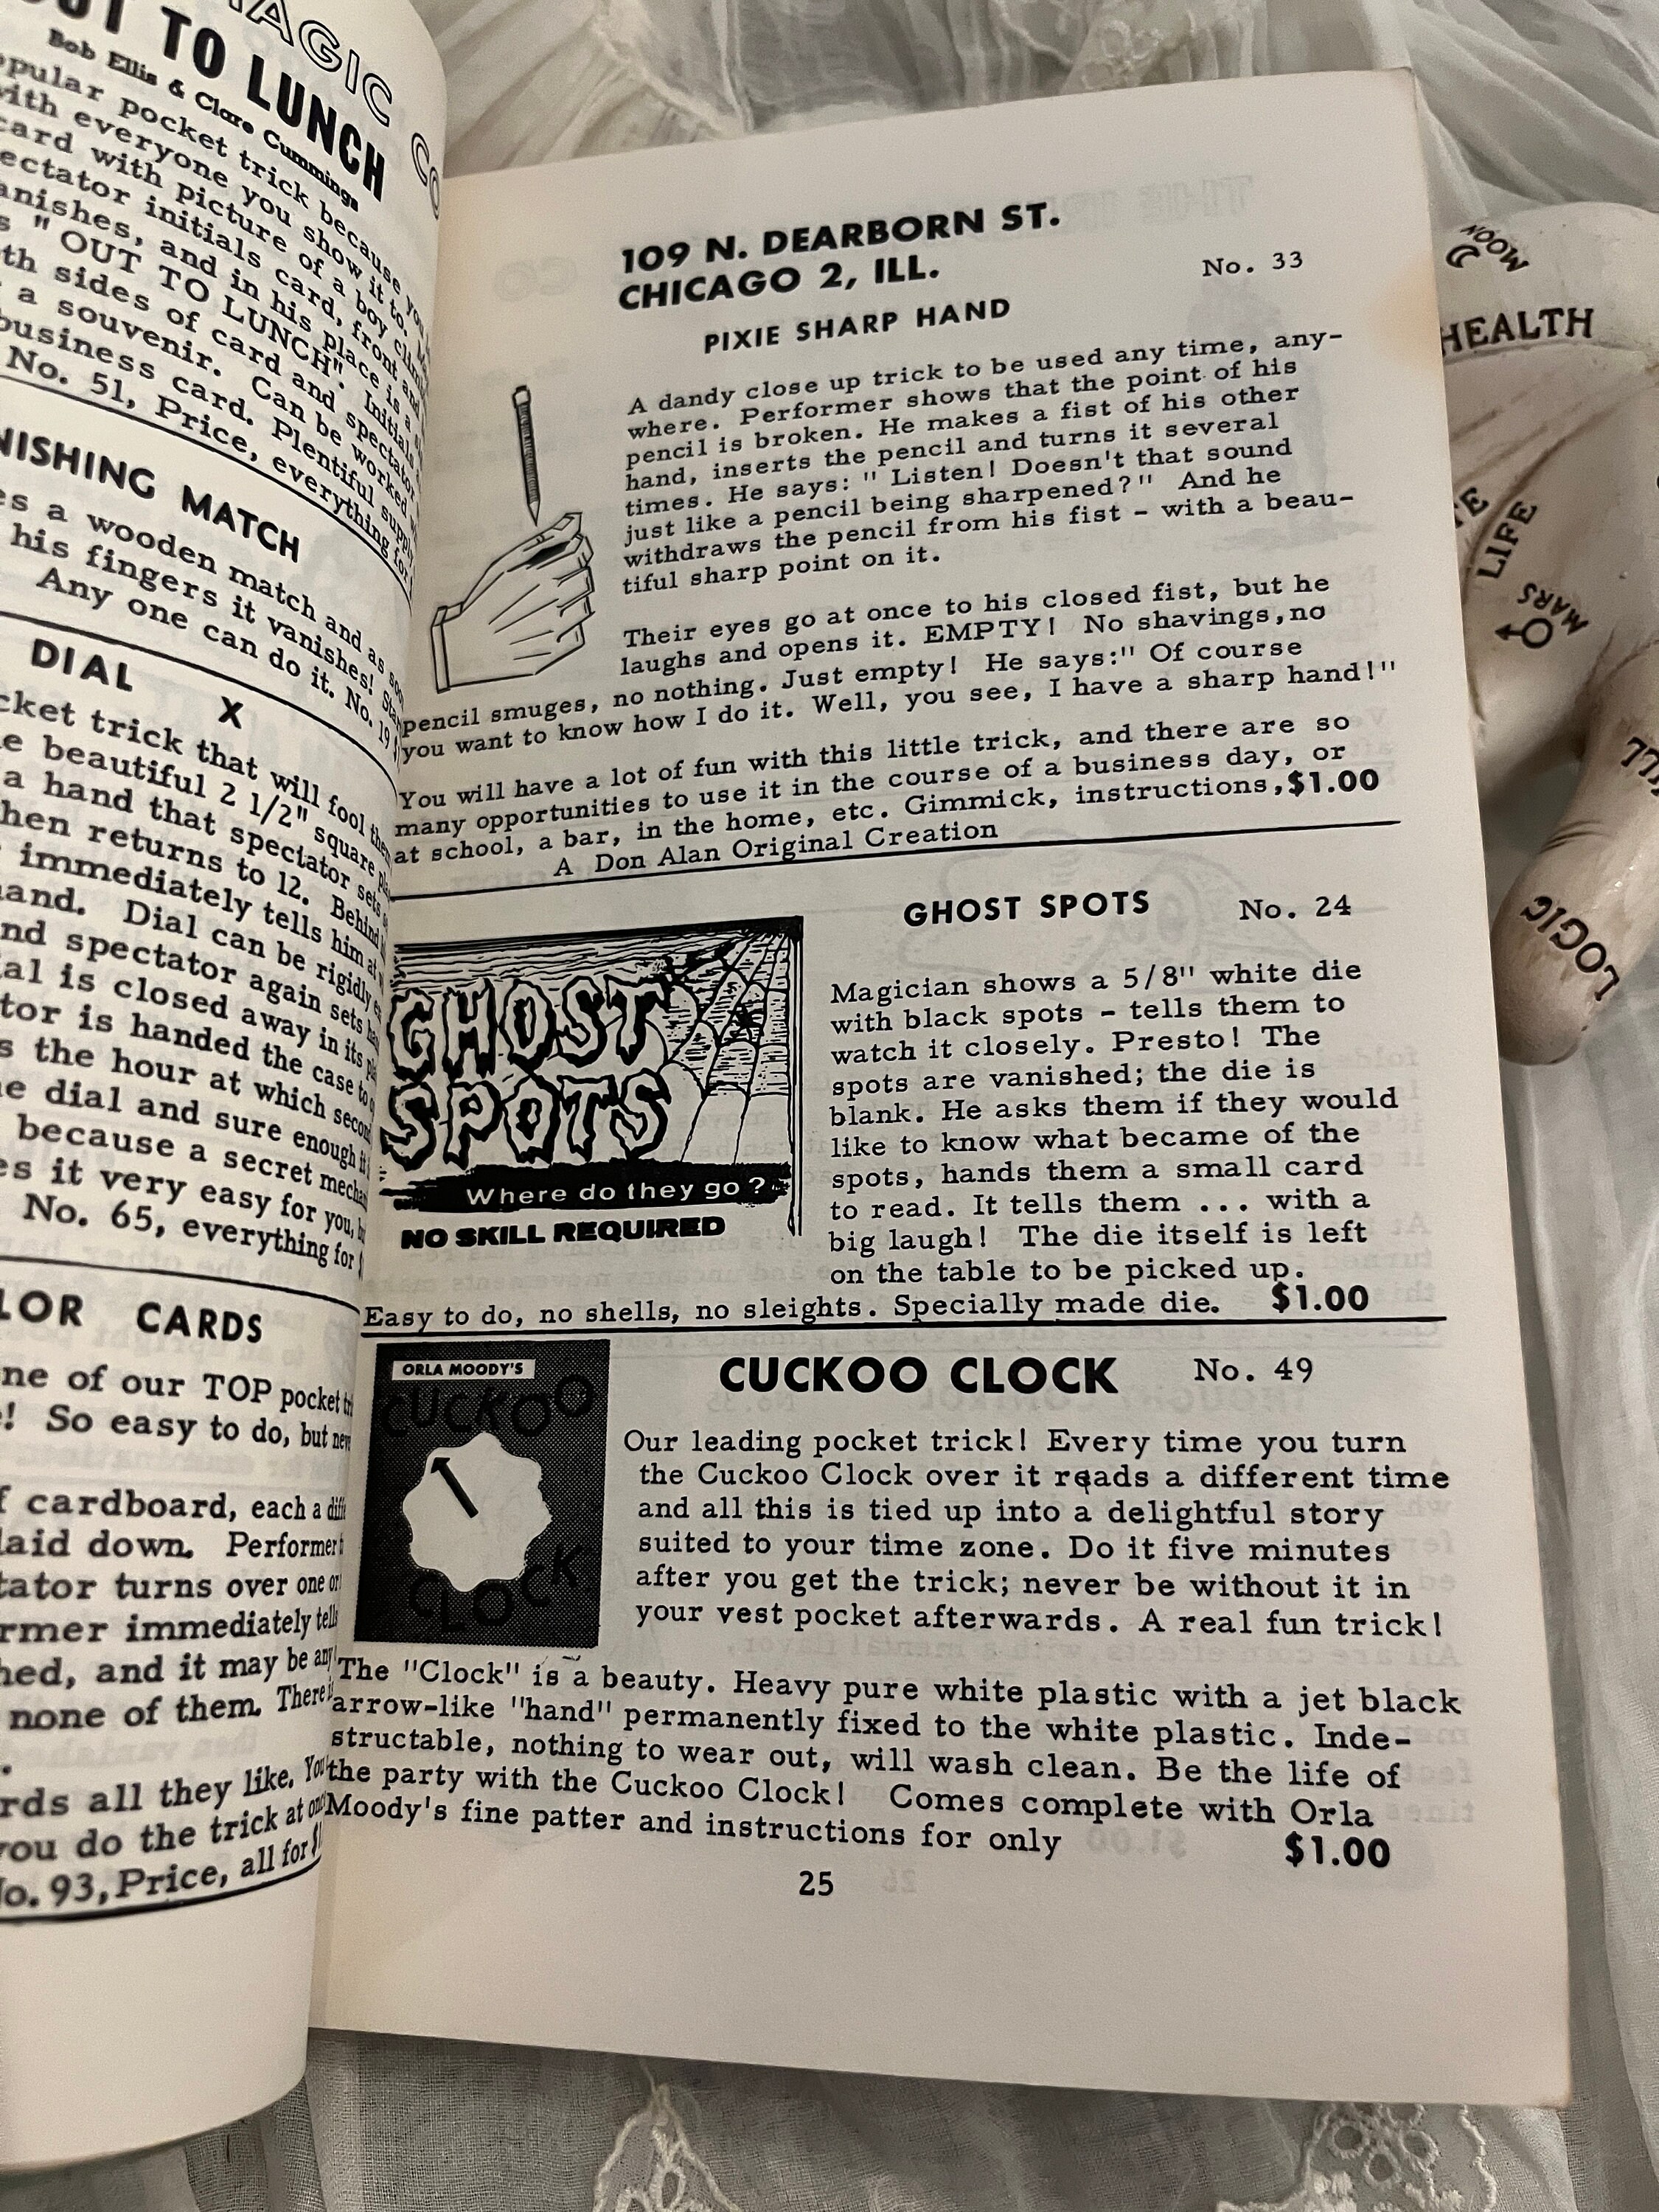 MAGIC CO
OUT TO LUNCH
Bob Ellis & Clare Cummings
popular pocket trick because you
with everyone you show it to.
card with picture of a boy
spectator initials card, front and
vanishes, and in his place is a
" OUT TO LUNCH". Initials
sides of card and spectator
a souvenir. Can be worked
business card. Plentiful supply
No. 51, Price, everything for
MATCH
a wooden match and as
his fingers it vanishes!
Any one can do it. No. 19
DIAL X
trick that will fool them
beautiful 2 1/2" square
a hand that spectator sets
then returns to 12. Behind
immediately tells him at
hand. Dial can be rigidly
and spectator again sets
is closed away in its
is handed the case to
the hour at which
dial and sure enough it
because a secret
it very easy for you,
No. 65, everything for
CARDS
one of our TOP pocket
! So easy to do, but
of cardboard, each a
laid down. Performer
turns over one or
immediately
and it may be any
none of them. There
all they like. You
you do the trick at
No. 93, Price, all for
109 N. DEARBORN ST.
CHICAGO 2, ILL.
No. 33
PIXIE SHARP HAND
A dandy close up trick to be used any time, any-
where. Performer shows that the point of his
pencil is broken. He makes a fist of his other
hand, inserts the pencil and turns it several
times. He says: " Listen! Doesn't that sound
just like a pencil being sharpened?" And he
withdraws the pencil from his fist - with a beau-
tiful sharp point on it.
Their eyes go at once to his closed fist, but he
laughs and opens it. EMPTY! No shavings,no
pencil smuges, no nothing. Just empty! He says:" Of course
you want to know how I do it. Well, you see, I have a sharp hand!"
You will have a lot of fun with this little trick, and there are so
many opportunities to use it in the course of a business day, or
at school, a bar, in the home, etc. Gimmick, instructions,$1.00
A Don Alan Original Creation
GHOST SPOTS No. 24
GHOST
SPOTS
Where do they go?
NO SKILL REQUIRED
Magician shows a 5/8" white die
with black spots - tells them to
watch it closely. Presto! The
spots are vanished; the die is
blank. He asks them if they would
like to know what became of the
spots, hands them a small card
to read. It tells them ... with a
big laugh! The die itself is left
on the table to be picked up.
Easy to do, no shells, no sleights. Specially made die. $1.00
ORLA MOODY'S
CUCKOO
CLOCK
CUCKOO CLOCK No. 49
Our leading pocket trick! Every time you turn
the Cuckoo Clock over it reads a different time
and all this is tied up into a delightful story
suited to your time zone. Do it five minutes
after you get the trick; never be without it in
your vest pocket afterwards. A real fun trick!
The "Clock" is a beauty. Heavy pure white plastic with a jet black
arrow-like "hand" permanently fixed to the white plastic. Inde-
structable, nothing to wear out, will wash clean. Be the life of
the party with the Cuckoo Clock! Comes complete with Orla
Moody's fine patter and instructions for only $1.00
25
MOON
HEALTH
LIFE
MARS
LOGIC